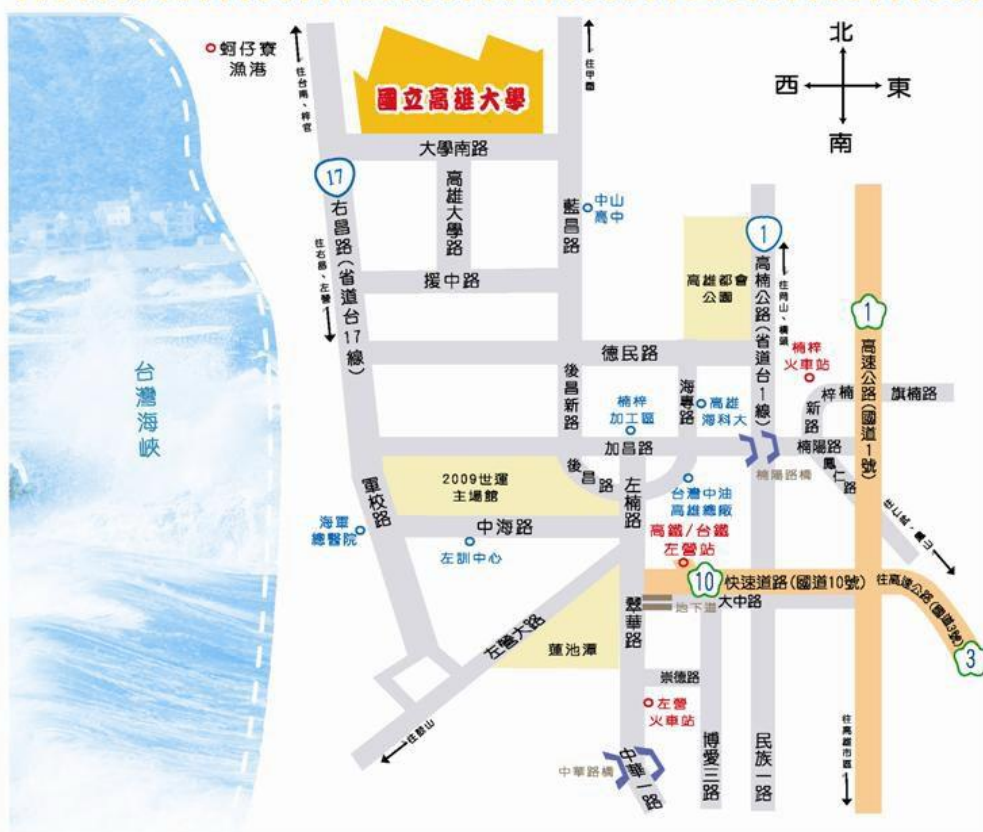 蚵仔寮
漁港
往台南、梓官
國立高雄大學
往甲圍
北
西
東
南
大學南路
17
高雄大學路
藍昌路
中山
高中
1
右昌路(省道台17線)
往右昌、左營
援中路
高雄都會
公園
高楠公路(省道台1線)
往岡山、橋頭
1
高速公路(國道1號)
德民路
楠梓
火車站
台灣海峽
後昌新路
楠梓
加工區
海專路
高雄
海科大
楠梓新路
旗楠路
加昌路
楠陽路
楠陽路橋
鳳仁路
2009世運
主場館
後昌路
左楠路
台灣中油
高雄總廠
往仁武、鳳山
軍校路
海軍
總醫院
中海路
左訓中心
高鐵/台鐵
左營站
10
快速道路(國道10號)
往高速公路(國道3號)
3
翠華路
地下道
大中路
左營大路
蓮池潭
崇德路
左營
火車站
往鼓山
中華路橋
中華一路
博愛三路
民族一路
往高雄市區